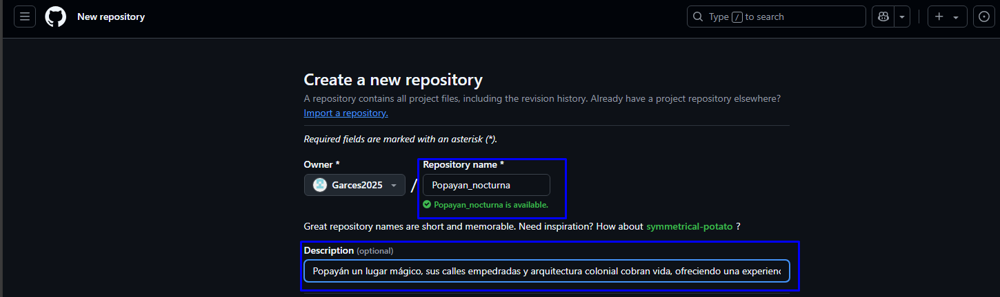 New repository
Type / to search
Create a new repository
A repository contains all project files, including the revision history. Already have a project repository elsewhere?
Import a repository.
Required fields are marked with an asterisk (*).
Owner *
Repository name *
Garces2025
/
Popayan_nocturna
Popayan_nocturna is available.
Great repository names are short and memorable. Need inspiration? How about symmetrical-potato ?
Description (optional)
Popayán un lugar mágico, sus calles empedradas y arquitectura colonial cobran vida, ofreciendo una experienc